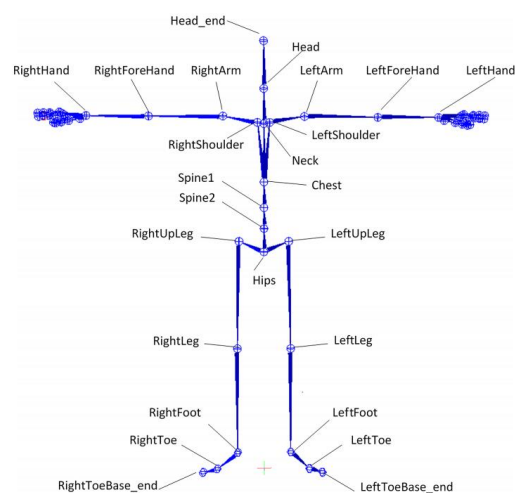 Head_end
Head
RightHand
RightForeHand
RightArm
LeftArm
LeftForeHand
LeftHand
RightShoulder
LeftShoulder
Neck
Chest
Spine1
Spine2
RightUpLeg
LeftUpLeg
Hips
RightLeg
LeftLeg
RightFoot
LeftFoot
RightToe
LeftToe
RightToeBase_end
LeftToeBase_end